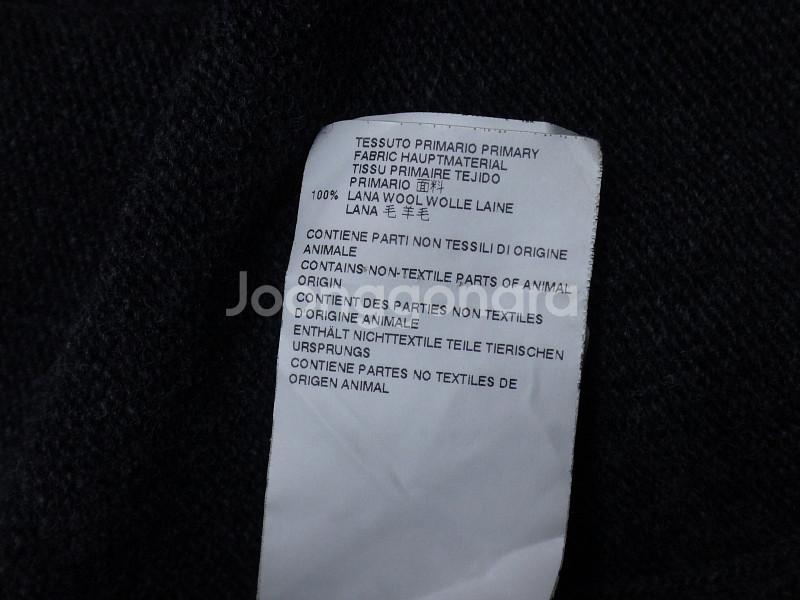 TESSUTO PRIMARIO PRIMARY
FABRIC HAUPTMATERIAL
TISSU PRIMAIRE TEJIDO
PRIMARIO 面料
100% LANA WOOL WOLLE LAINE
LANA 毛 羊毛
CONTIENE PARTI NON TESSILI DI ORIGINE
ANIMALE
CONTAINS NON-TEXTILE PARTS OF ANIMAL
ORIGIN
Joonggonara
CONTIENT DES PARTIES NON TEXTILES
D'ORIGINE ANIMALE
ENTHÄLT NICHTTEXTILE TEILE TIERISCHEN
URSPRUNGS
CONTIENE PARTES NO TEXTILES DE
ORIGEN ANIMAL